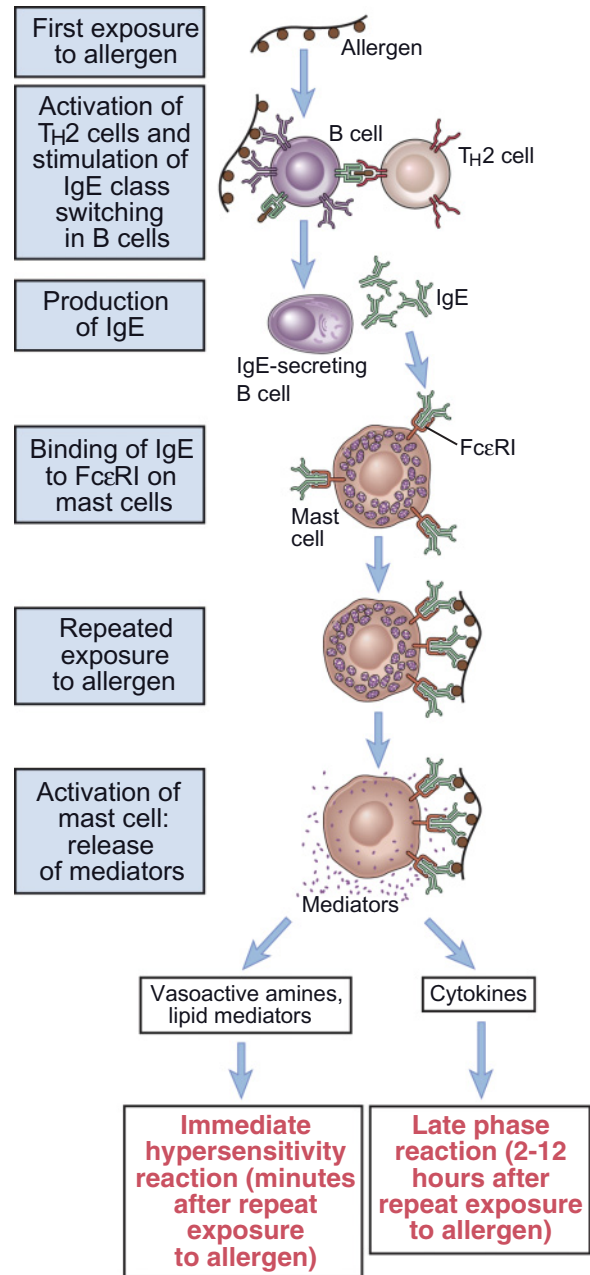 First exposure
to allergen
Allergen
Activation of
TH2 cells and
stimulation of
IgE class
switching
in B cells
B cell
TH2 cell
Production
of IgE
IgE
IgE-secreting
B cell
Binding of IgE
to FcεRI on
mast cells
FcεRI
Mast
cell
Repeated
exposure
to allergen
Activation of
mast cell:
release
of mediators
Mediators
Vasoactive amines,
lipid mediators
Cytokines
Immediate
hypersensitivity
reaction (minutes
after repeat
exposure
to allergen)
Late phase
reaction (2-12
hours after
repeat exposure
to allergen)